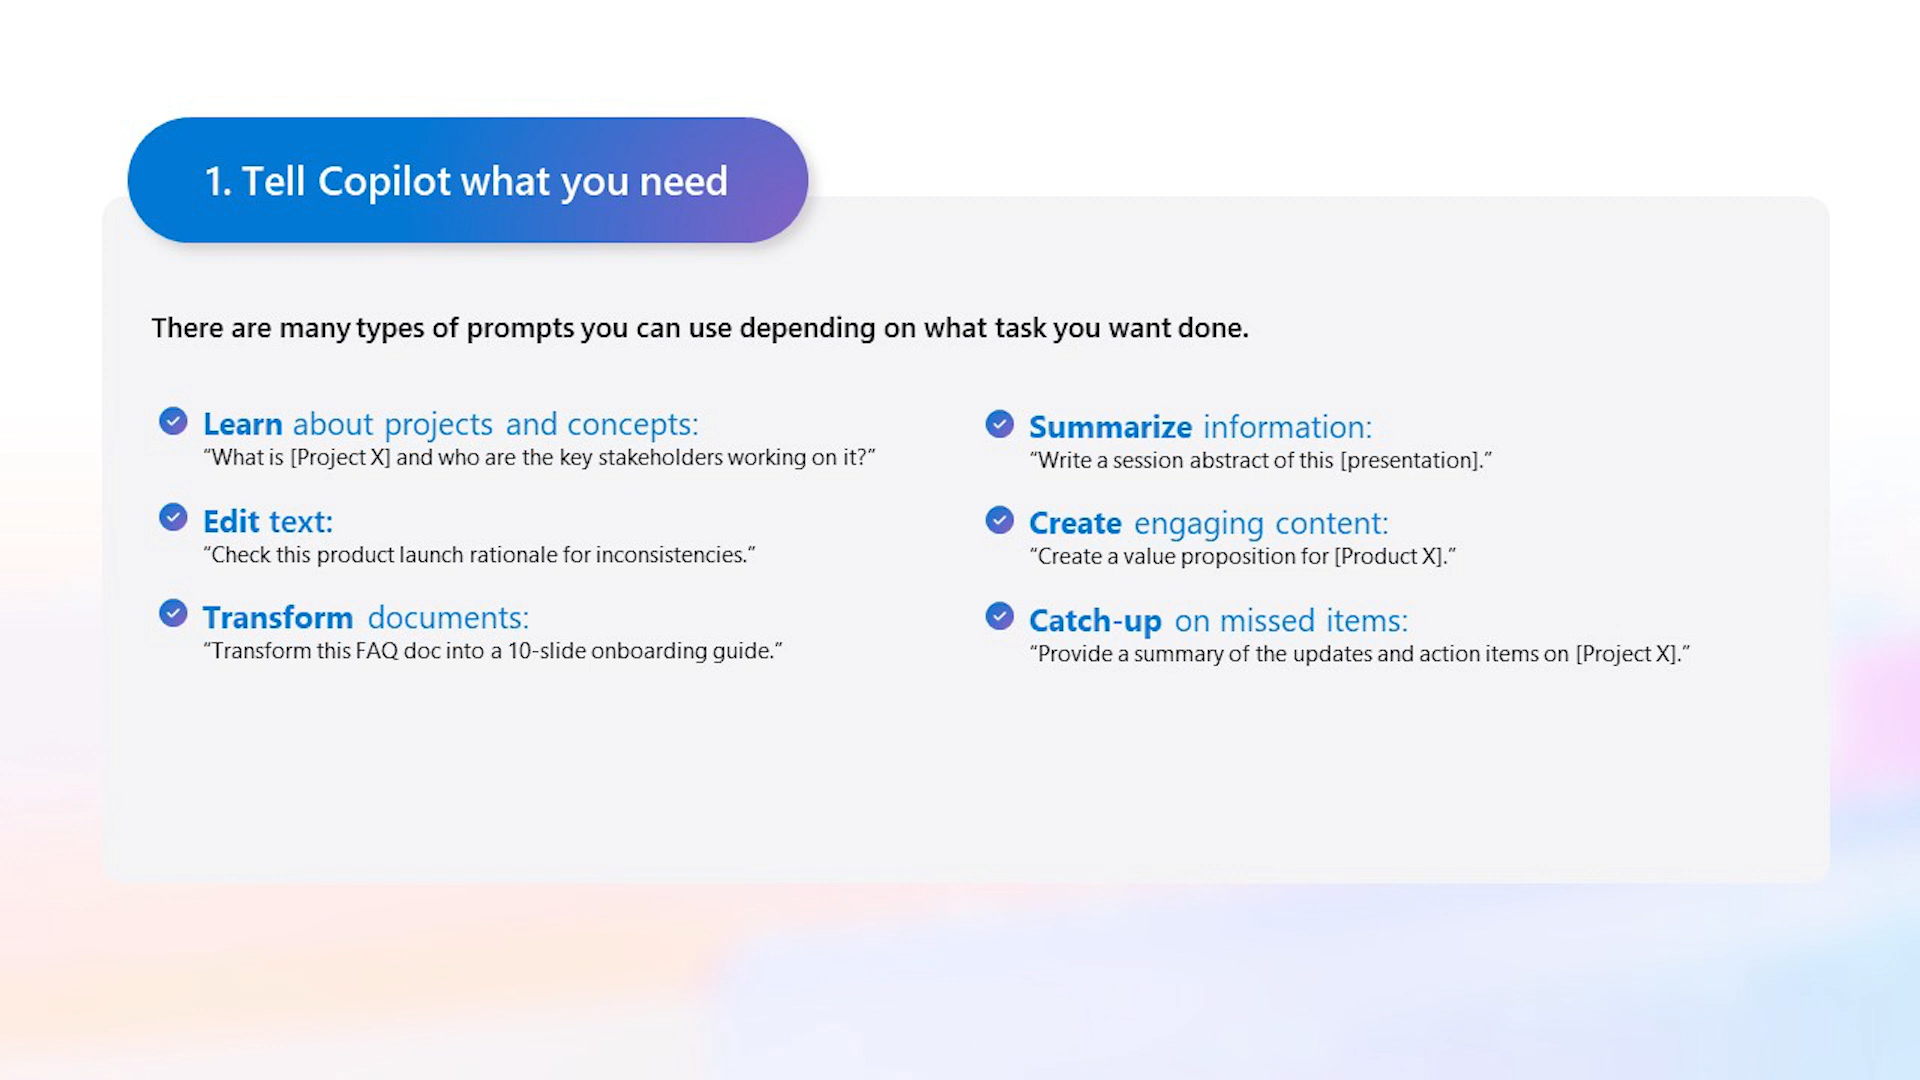 1. Tell Copilot what you need
There are many types of prompts you can use depending on what task you want done.
Learn about projects and concepts:
“What is [Project X] and who are the key stakeholders working on it?”
Edit text:
“Check this product launch rationale for inconsistencies.”
Transform documents:
“Transform this FAQ doc into a 10-slide onboarding guide.”
Summarize information:
“Write a session abstract of this [presentation].”
Create engaging content:
“Create a value proposition for [Product X].”
Catch-up on missed items:
“Provide a summary of the updates and action items on [Project X].”